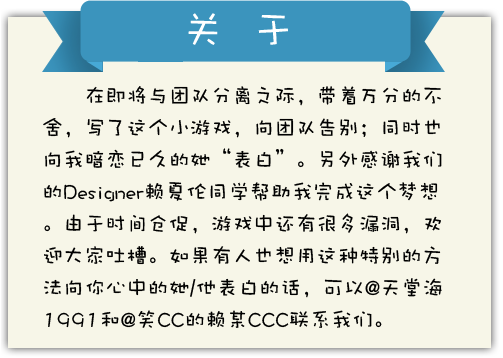 关 于
在即将与团队分离之际，带着万分的不
舍，写了这个小游戏，向团队告别；同时也
向我暗恋已久的她“表白”。另外感谢我们
的Designer赖夏伦同学帮助我完成这个梦想
。由于时间仓促，游戏中还有很多漏洞，欢
迎大家吐槽。如果有人也想用这种特别的方
法向你心中的她/他表白的话，可以@天堂海
1991和@笑CC的赖某CCC联系我们。